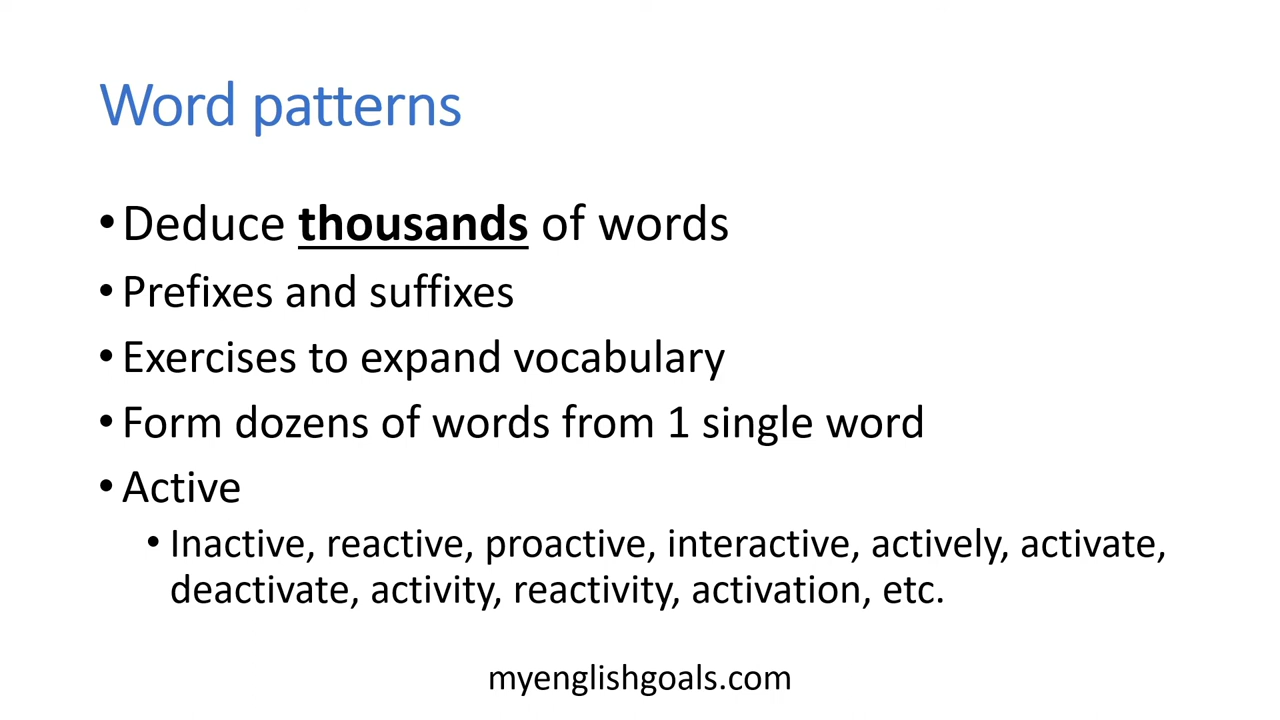 Word patterns
•Deduce thousands of words
•Prefixes and suffixes
•Exercises to expand vocabulary
•Form dozens of words from 1 single word
•Active
•Inactive, reactive, proactive, interactive, actively, activate,
deactivate, activity, reactivity, activation, etc.
myenglishgoals.com